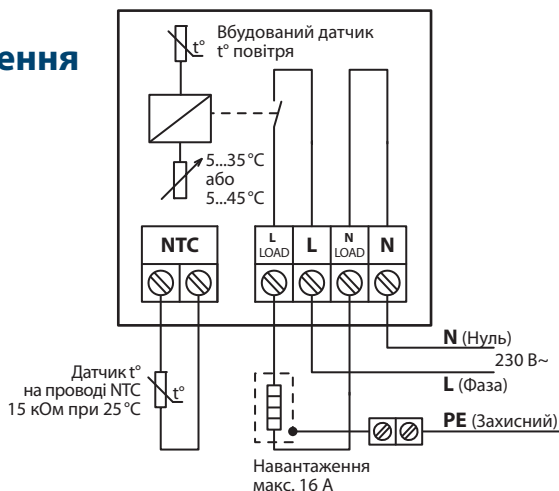 ення
Вбудований датчик
t° t° повітря
5...35 °C
або
5...45 °C
NTC
L
LOAD
L
N
LOAD
N
N (Нуль)
230 В~
L (Фаза)
PE (Захисний)
Датчик t°
на проводі NTC
15 кОм при 25 °C
t°
Навантаження
макс. 16 А